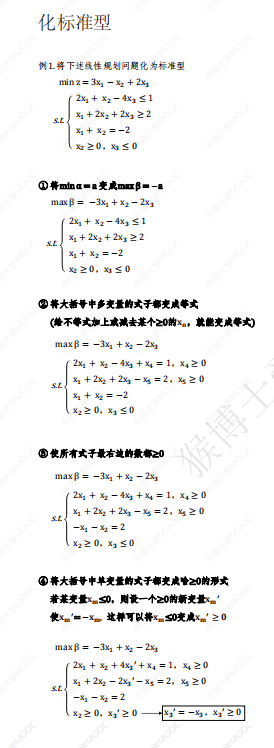 化标准型
例1.将下述线性规划问题化为标准型
min z = 3x₁ − x₂ + 2x₃
s.t. { 2x₁ + x₂ − 4x₃ ≤ 1
x₁ + 2x₂ + 2x₃ ≥ 2
x₁ + x₂ = −2
x₂ ≥ 0，x₃ ≤ 0
①将min α = a 变成max β = −a
max β = −3x₁ + x₂ − 2x₃
s.t. { 2x₁ + x₂ − 4x₃ ≤ 1
x₁ + 2x₂ + 2x₃ ≥ 2
x₁ + x₂ = −2
x₂ ≥ 0，x₃ ≤ 0
②将大括号中多变量的式子都变成等式
(给不等式加上或减去某个≥0的xₙ，就能变成等式)
max β = −3x₁ + x₂ − 2x₃
s.t. { 2x₁ + x₂ − 4x₃ + x₄ = 1，x₄ ≥ 0
x₁ + 2x₂ + 2x₃ − x₅ = 2，x₅ ≥ 0
x₁ + x₂ = −2
x₂ ≥ 0，x₃ ≤ 0
③使所有式子最右边的数都≥0
max β = −3x₁ + x₂ − 2x₃
s.t. { 2x₁ + x₂ − 4x₃ + x₄ = 1，x₄ ≥ 0
x₁ + 2x₂ + 2x₃ − x₅ = 2，x₅ ≥ 0
−x₁ − x₂ = 2
x₂ ≥ 0，x₃ ≤ 0
④将大括号中单变量的式子都变成啥≥0的形式
若某变量xₘ≤0，则设一个≥0的新变量xₘ′
使xₘ′=−xₘ，这样可以将xₘ≤0变成xₘ′ ≥ 0
max β = −3x₁ + x₂ − 2x₃
s.t. { 2x₁ + x₂ + 4x₃′ + x₄ = 1，x₄ ≥ 0
x₁ + 2x₂ − 2x₃′ − x₅ = 2，x₅ ≥ 0
−x₁ − x₂ = 2
x₂ ≥ 0，x₃′ ≥ 0 → x₃′ = −x₃，x₃′ ≥ 0
猴博士